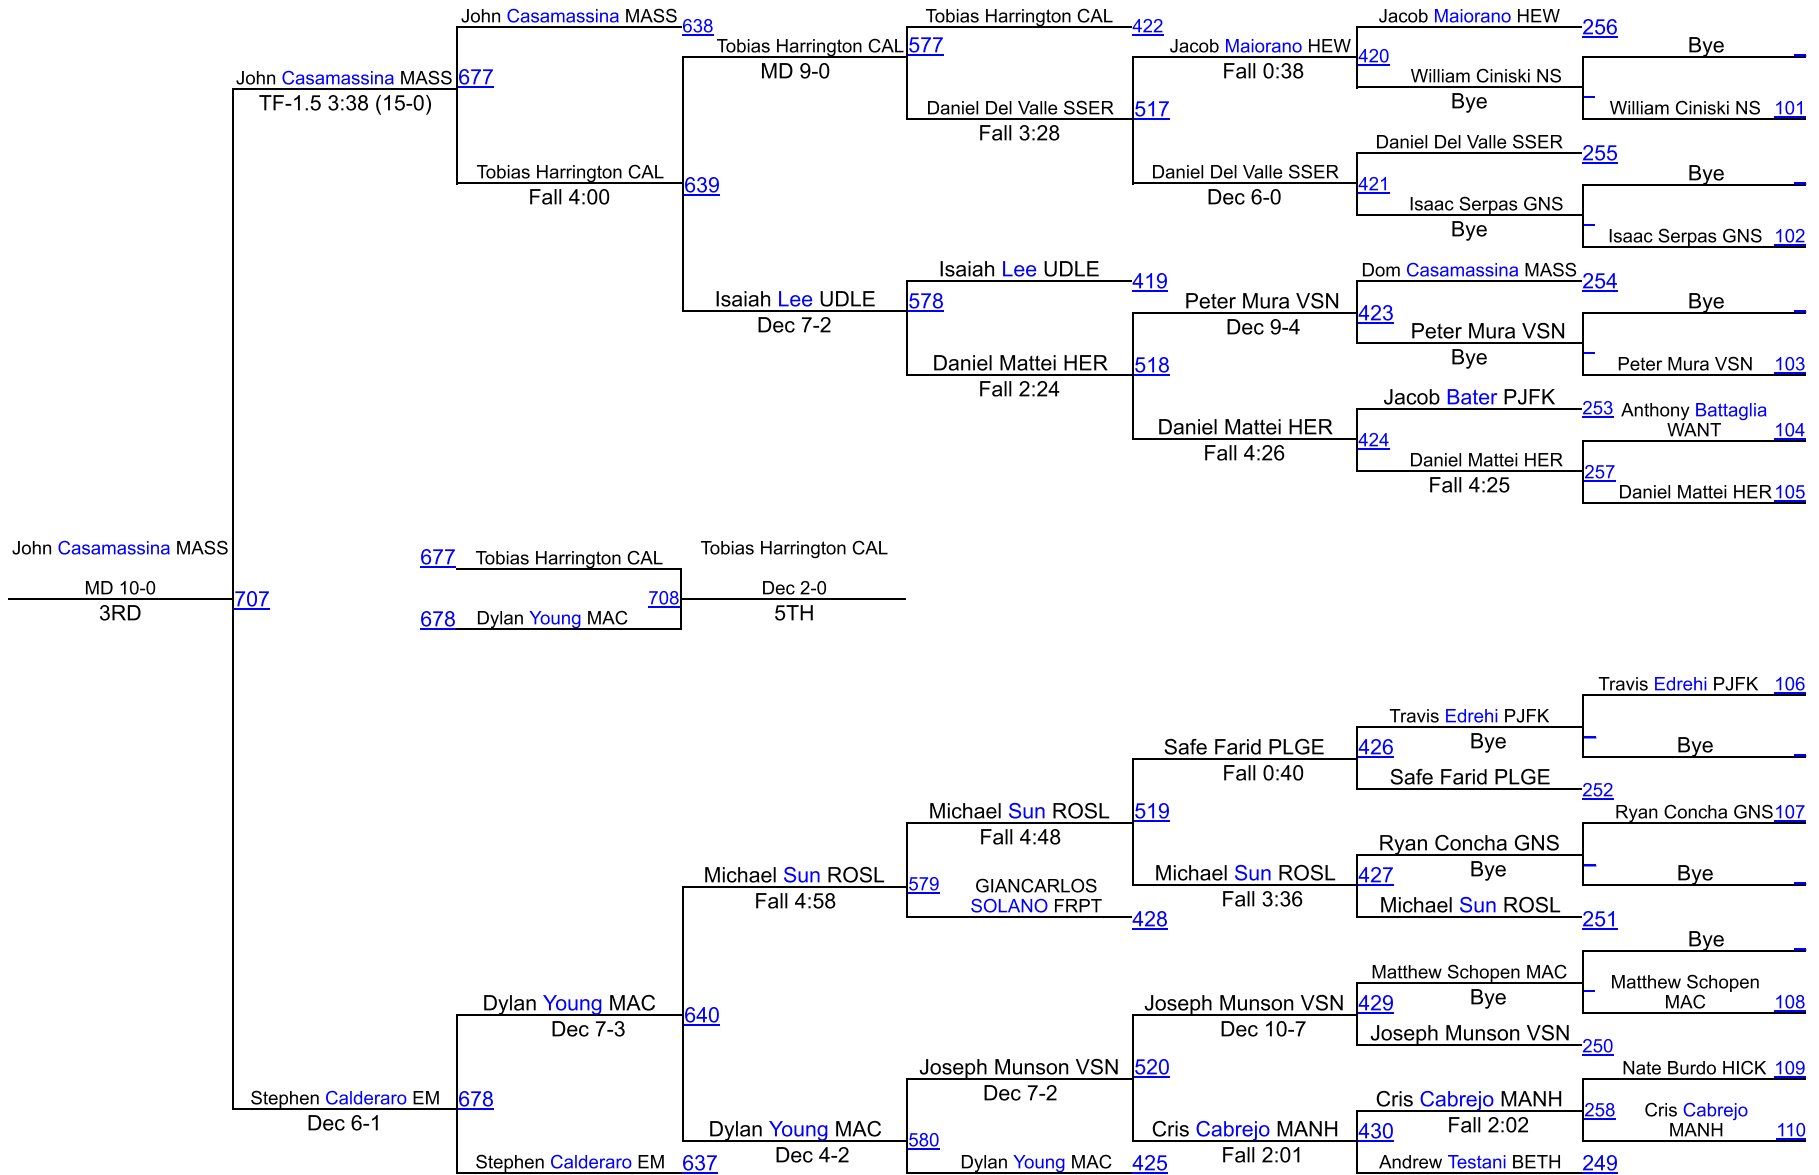 John Casamassina MASS
638
Tobias Harrington CAL
422
Jacob Maiorano HEW
256
Bye
Tobias Harrington CAL
577
MD 9-0
Jacob Maiorano HEW
420
Fall 0:38
William Ciniski NS
Bye
John Casamassina MASS
677
TF-1.5 3:38 (15-0)
Daniel Del Valle SSER
517
Fall 3:28
William Ciniski NS
101
Daniel Del Valle SSER
255
Bye
Tobias Harrington CAL
639
Fall 4:00
Daniel Del Valle SSER
421
Dec 6-0
Isaac Serpas GNS
Bye
Isaac Serpas GNS
102
Isaiah Lee UDLE
419
Dom Casamassina MASS
254
Bye
Isaiah Lee UDLE
578
Dec 7-2
Peter Mura VSN
423
Dec 9-4
Peter Mura VSN
Bye
Daniel Mattei HER
518
Fall 2:24
Peter Mura VSN
103
Jacob Bater PJFK
253
Anthony Battaglia
WANT
104
Daniel Mattei HER
424
Fall 4:26
Daniel Mattei HER
257
Fall 4:25
Daniel Mattei HER
105
John Casamassina MASS
MD 10-0
707
3RD
677
Tobias Harrington CAL
Tobias Harrington CAL
708
Dec 2-0
5TH
678
Dylan Young MAC
Travis Edrehi PJFK
106
Travis Edrehi PJFK
Bye
Bye
Safe Farid PLGE
426
Fall 0:40
Safe Farid PLGE
252
Michael Sun ROSL
519
Fall 4:48
Ryan Concha GNS
107
Ryan Concha GNS
Bye
Bye
Michael Sun ROSL
579
Fall 4:58
Michael Sun ROSL
427
Fall 3:36
GIANCARLOS
SOLANO FRPT
428
Michael Sun ROSL
251
Bye
Matthew Schopen MAC
Bye
Matthew Schopen
MAC
108
Dylan Young MAC
640
Dec 7-3
Joseph Munson VSN
429
Dec 10-7
Joseph Munson VSN
250
Joseph Munson VSN
520
Dec 7-2
Nate Burdo HICK
109
Stephen Calderaro EM
678
Dec 6-1
Cris Cabrejo MANH
258
Fall 2:02
Cris Cabrejo
MANH
110
Dylan Young MAC
580
Dec 4-2
Cris Cabrejo MANH
430
Fall 2:01
Stephen Calderaro EM
637
Dylan Young MAC
425
Andrew Testani BETH
249